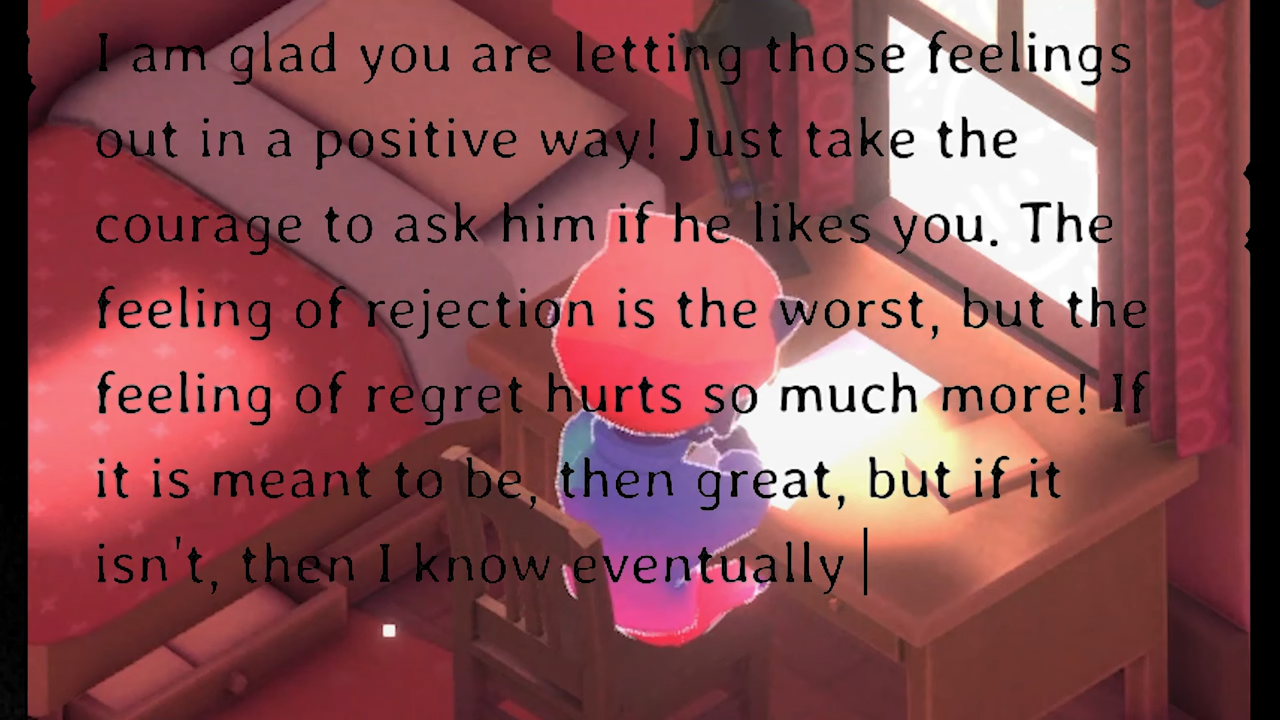 I am glad you are letting those feelings
out in a positive way! Just take the
courage to ask him if he likes you. The
feeling of rejection is the worst, but the
feeling of regret hurts so much more! If
it is meant to be, then great, but if it
isn't, then I know eventually